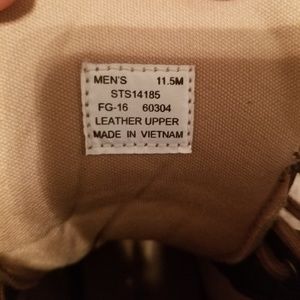 MEN'S 11.5M
STS14185
FG-16 60304
LEATHER UPPER
MADE IN VIETNAM